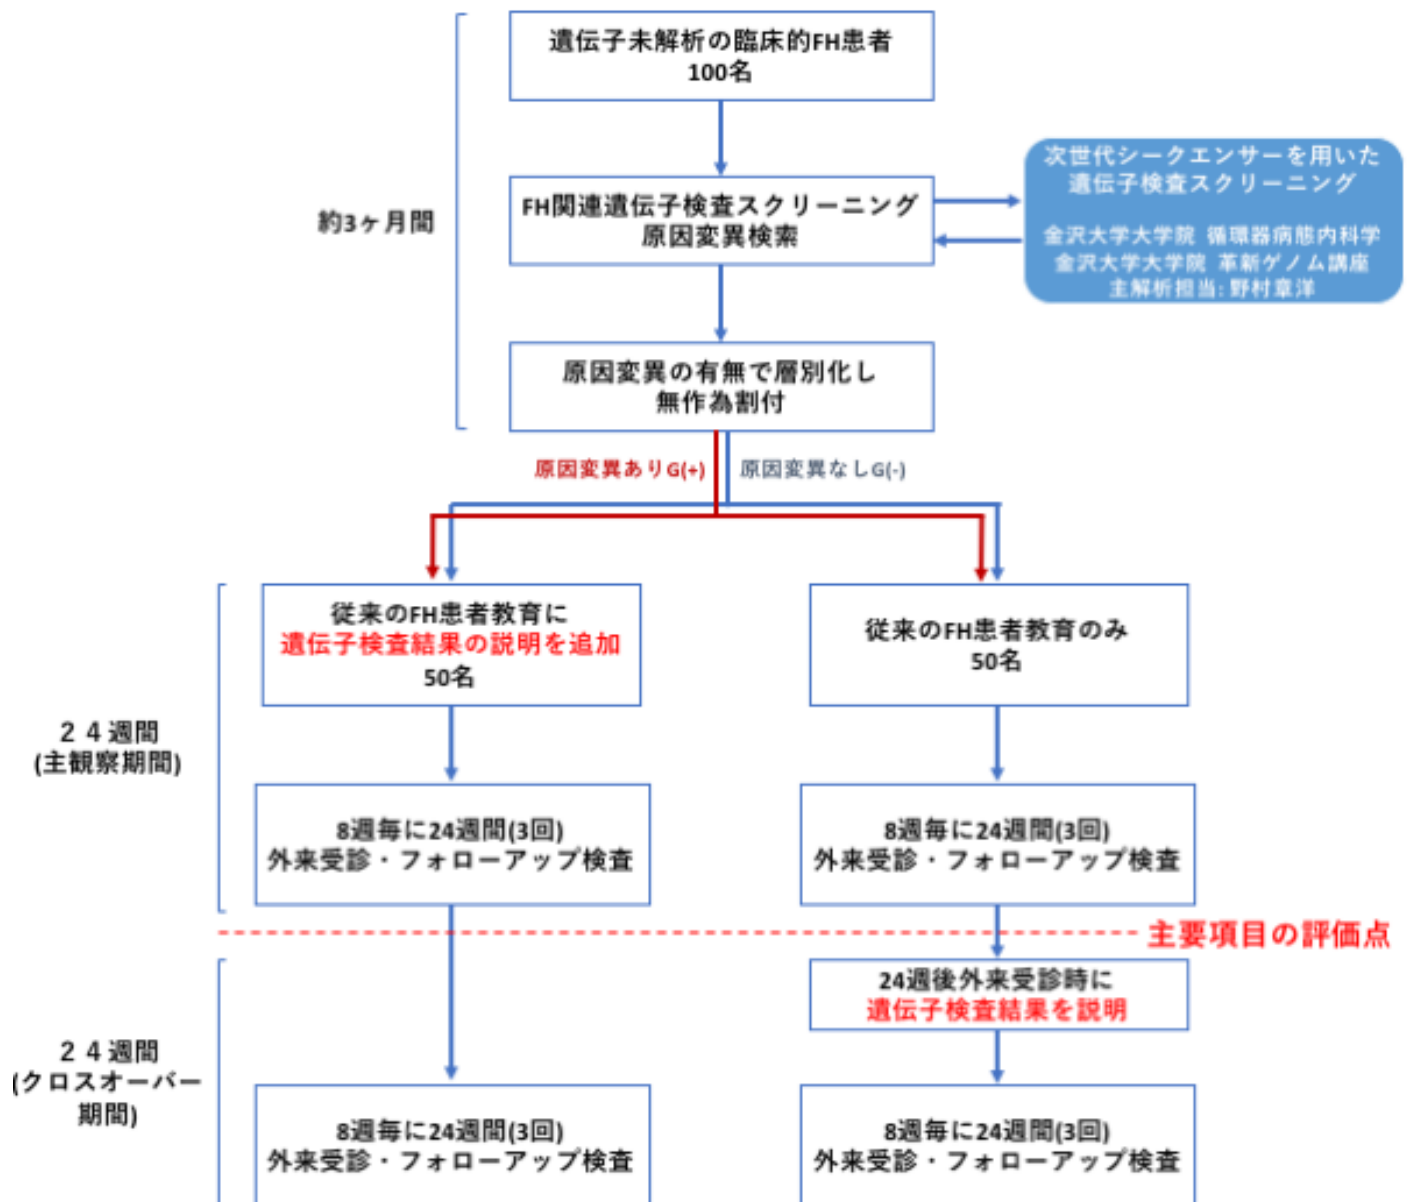 遺伝子未解析の臨床的FH患者
100名
約3ヶ月間
FH関連遺伝子検査スクリーニング
原因変異検索
次世代シークエンサーを用いた
遺伝子検査スクリーニング
金沢大学大学院 循環器病態内科学
金沢大学大学院 革新ゲノム講座
主解析担当: 野村章洋
原因変異の有無で層別化し
無作為割付
原因変異ありG(+)
原因変異なしG(-)
２４週間
(主観察期間)
従来のFH患者教育に
遺伝子検査結果の説明を追加
50名
従来のFH患者教育のみ
50名
8週毎に24週間(3回)
外来受診・フォローアップ検査
8週毎に24週間(3回)
外来受診・フォローアップ検査
主要項目の評価点
２４週間
(クロスオーバー
期間)
24週後外来受診時に
遺伝子検査結果を説明
8週毎に24週間(3回)
外来受診・フォローアップ検査
8週毎に24週間(3回)
外来受診・フォローアップ検査